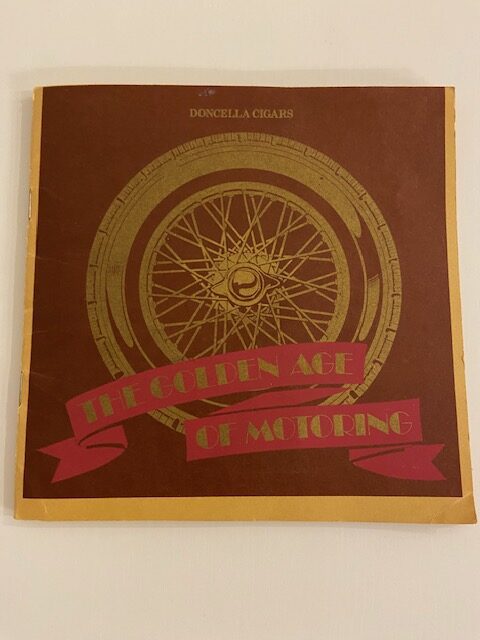 DONCELLA CIGARS
THE GOLDEN AGE
OF MOTORING